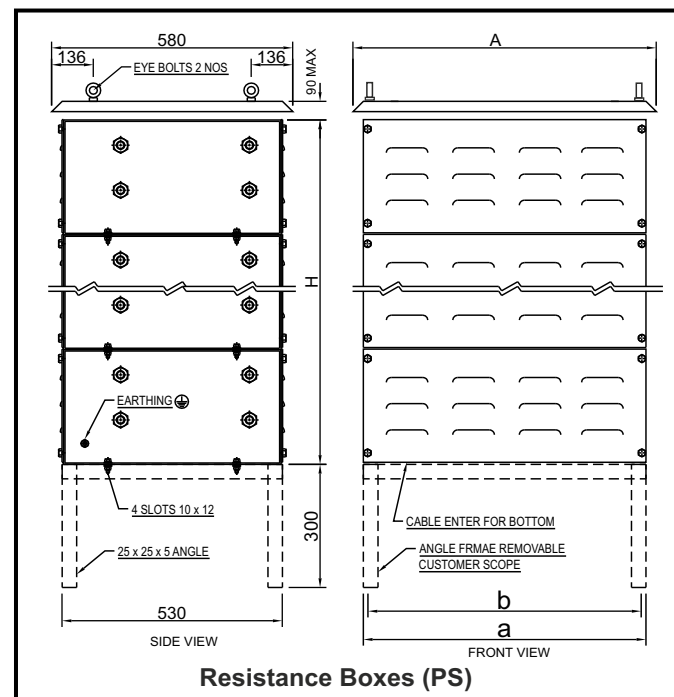 580
A
136
136
EYE BOLTS 2 NOS
90 MAX
H
EARTHING
4 SLOTS 10 x 12
CABLE ENTER FOR BOTTOM
300
25 x 25 x 5 ANGLE
ANGLE FRMAE REMOVABLE
CUSTOMER SCOPE
530
b
a
SIDE VIEW
FRONT VIEW
Resistance Boxes (PS)